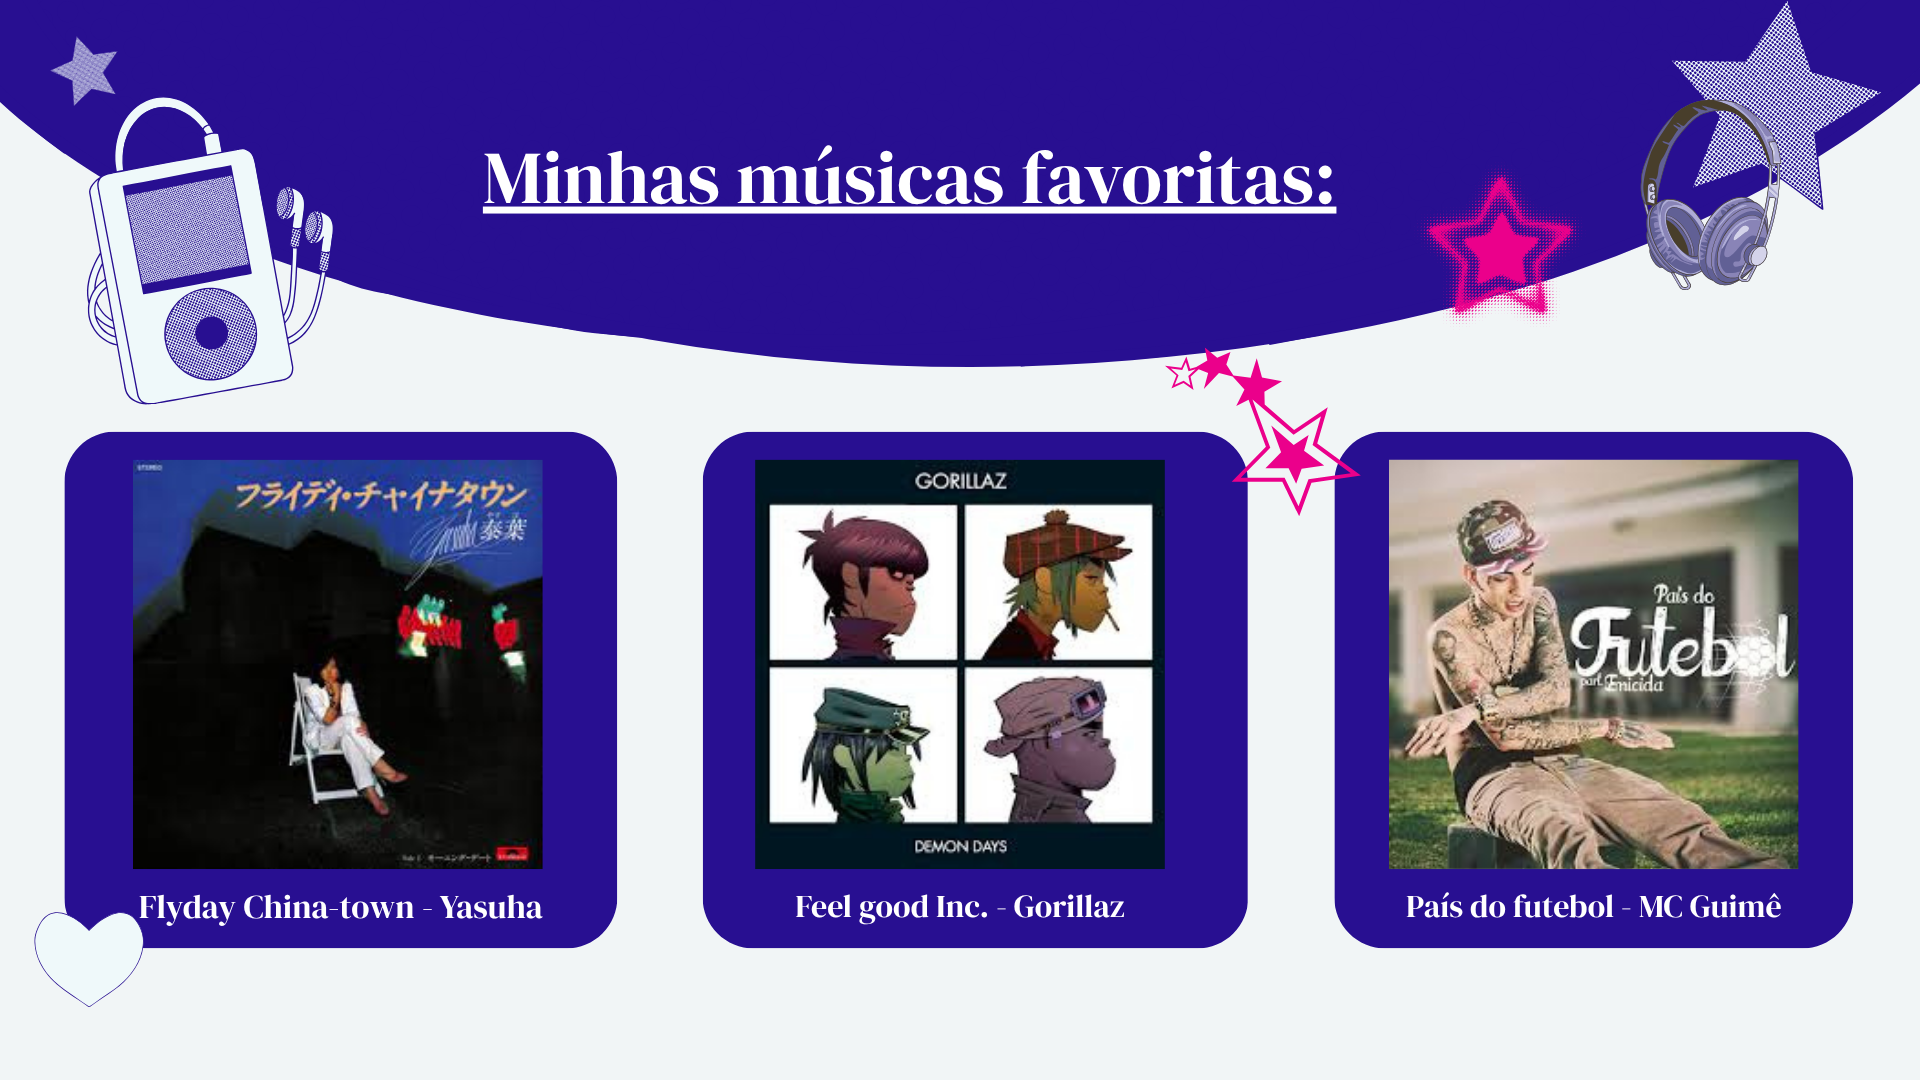 Minhas músicas favoritas:
STEREO
フライディ・チャイナタウン
Yasuha 泰葉
GORILLAZ
DEMON DAYS
País do
Futebol
part. Emicida
Flyday China-town - Yasuha
Feel good Inc. - Gorillaz
País do futebol - MC Guimê